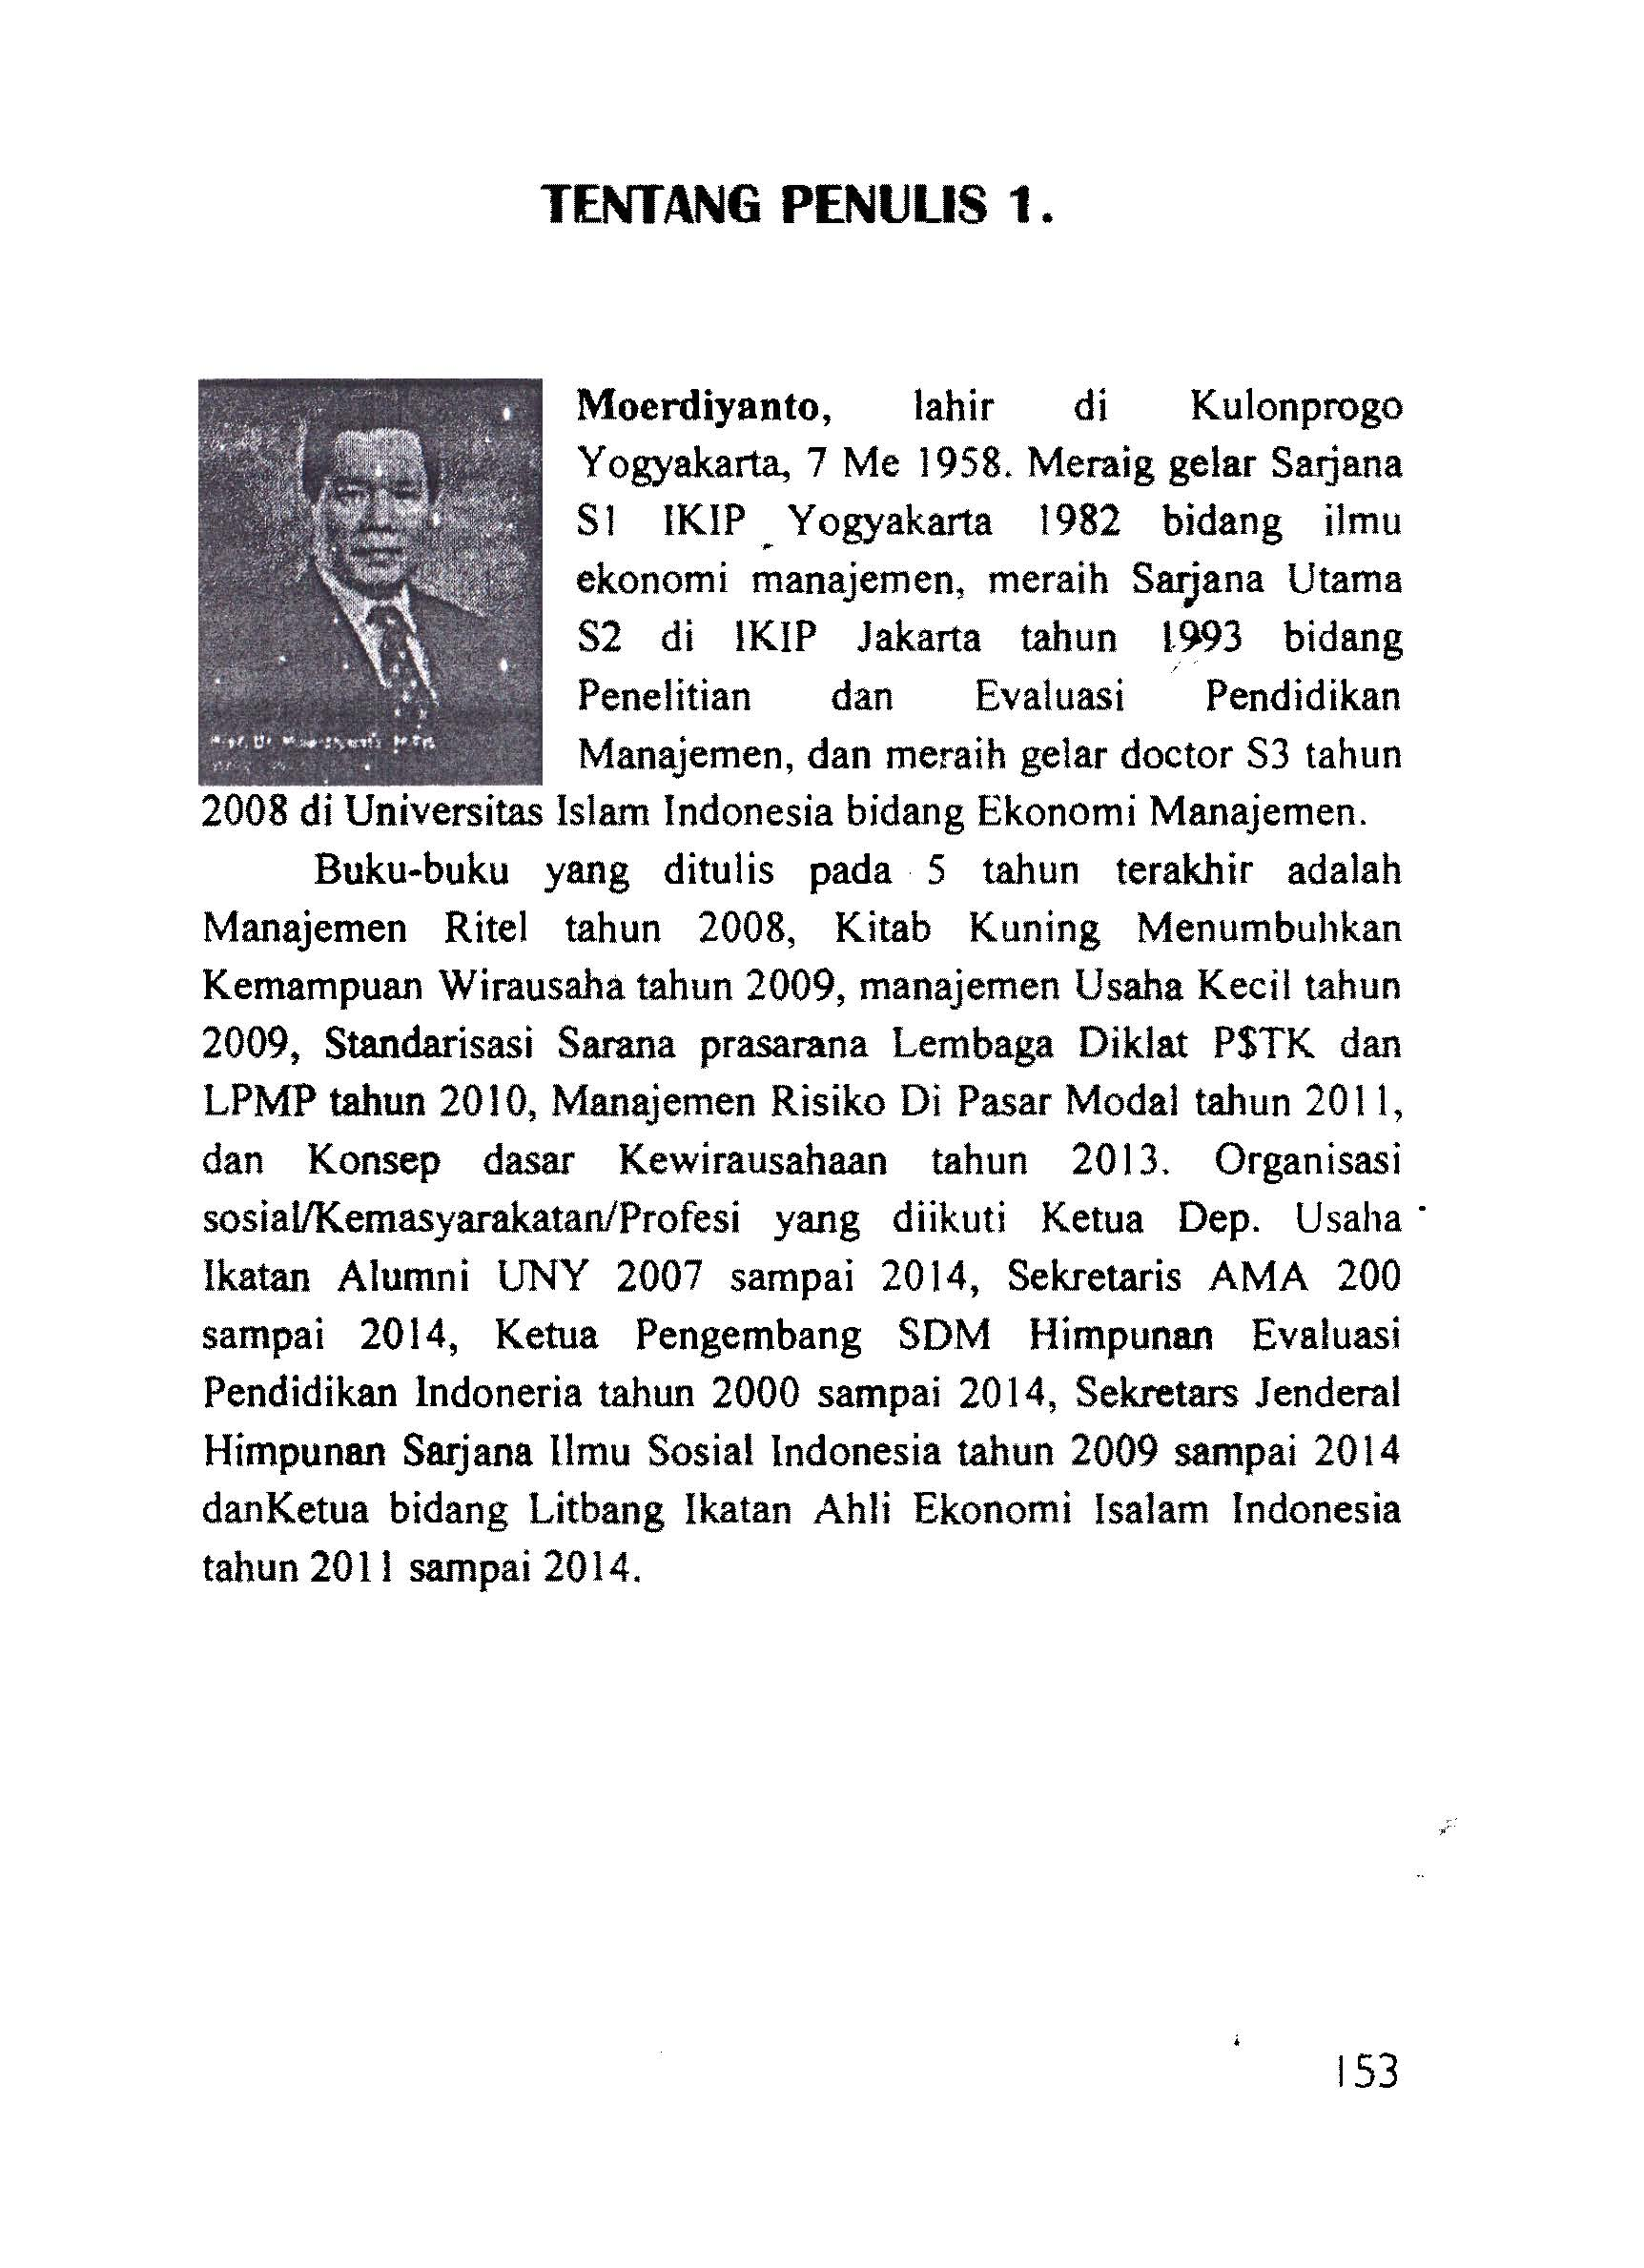 TENTANG PENULIS 1.
Moerdiyanto, lahir di Kulonprogo
Yogyakarta, 7 Me 1958. Meraig gelar Sarjana
S1 IKIP Yogyakarta 1982 bidang ilmu
ekonomi manajemen, meraih Sarjana Utama
S2 di IKIP Jakarta tahun 1993 bidang
Penelitian dan Evaluasi Pendidikan
Manajemen, dan meraih gelar doctor S3 tahun
2008 di Universitas Islam Indonesia bidang Ekonomi Manajemen.
Buku-buku yang ditulis pada 5 tahun terakhir adalah
Manajemen Ritel tahun 2008, Kitab Kuning Menumbuhkan
Kemampuan Wirausaha tahun 2009, manajemen Usaha Kecil tahun
2009, Standarisasi Sarana prasarana Lembaga Diklat P$TK dan
LPMP tahun 2010, Manajemen Risiko Di Pasar Modal tahun 2011,
dan Konsep dasar Kewirausahaan tahun 2013. Organisasi
sosial/Kemasyarakatan/Profesi yang diikuti Ketua Dep. Usaha
Ikatan Alumni UNY 2007 sampai 2014, Sekretaris AMA 200
sampai 2014, Ketua Pengembang SDM Himpunan Evaluasi
Pendidikan Indoneria tahun 2000 sampai 2014, Sekretars Jenderal
Himpunan Sarjana Ilmu Sosial Indonesia tahun 2009 sampai 2014
danKetua bidang Litbang Ikatan Ahli Ekonomi Isalam Indonesia
tahun 2011 sampai 2014.
153